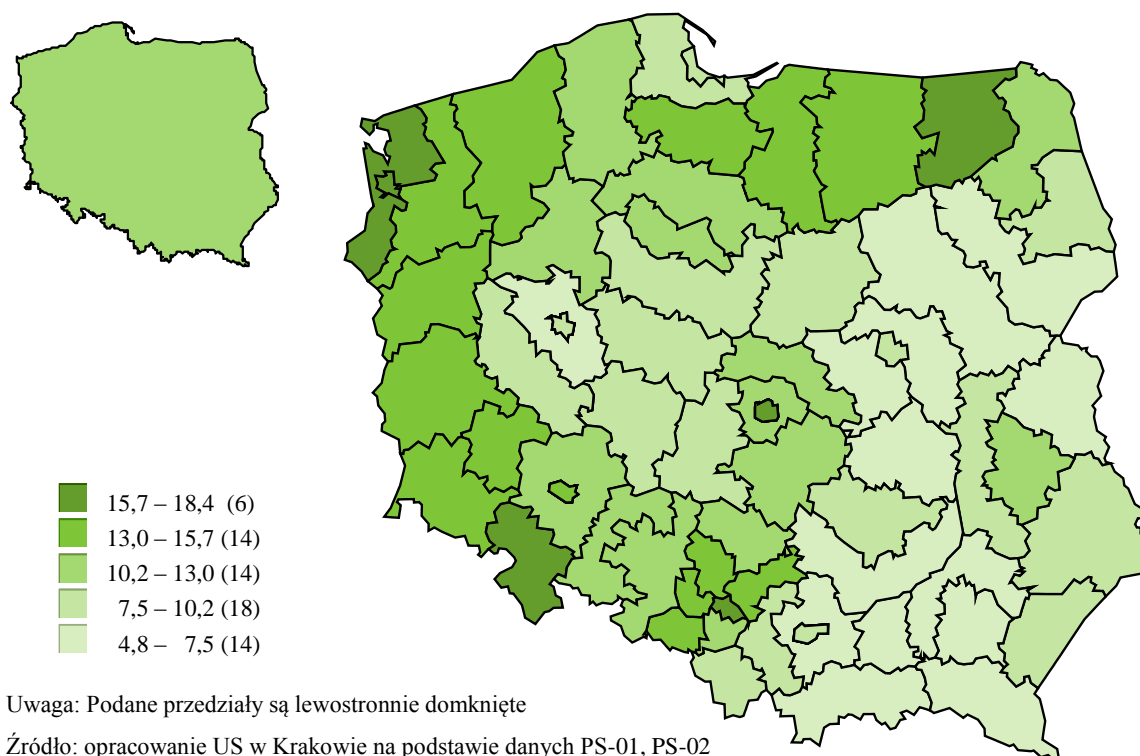 15,7 – 18,4 (6)
13,0 – 15,7 (14)
10,2 – 13,0 (14)
7,5 – 10,2 (18)
4,8 – 7,5 (14)
Uwaga: Podane przedziały są lewostronnie domknięte
Źródło: opracowanie US w Krakowie na podstawie danych PS-01, PS-02